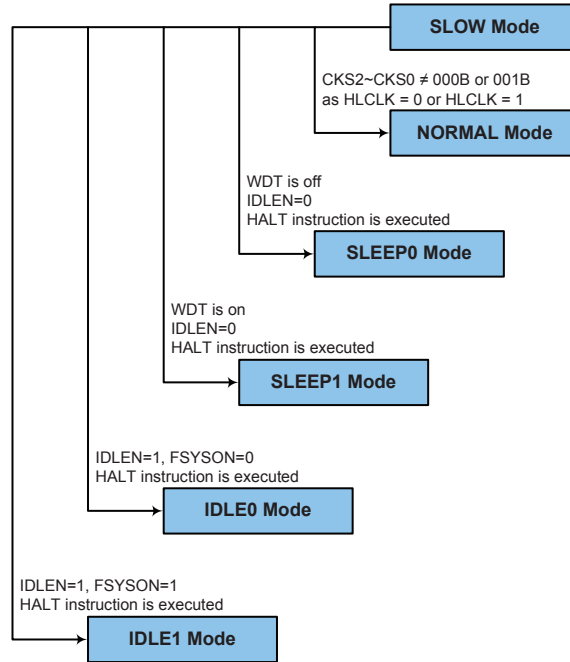 SLOW Mode
CKS2~CKS0 ≠ 000B or 001B
as HLCLK = 0 or HLCLK = 1
NORMAL Mode
WDT is off
IDLEN=0
HALT instruction is executed
SLEEP0 Mode
WDT is on
IDLEN=0
HALT instruction is executed
SLEEP1 Mode
IDLEN=1, FSYSON=0
HALT instruction is executed
IDLE0 Mode
IDLEN=1, FSYSON=1
HALT instruction is executed
IDLE1 Mode